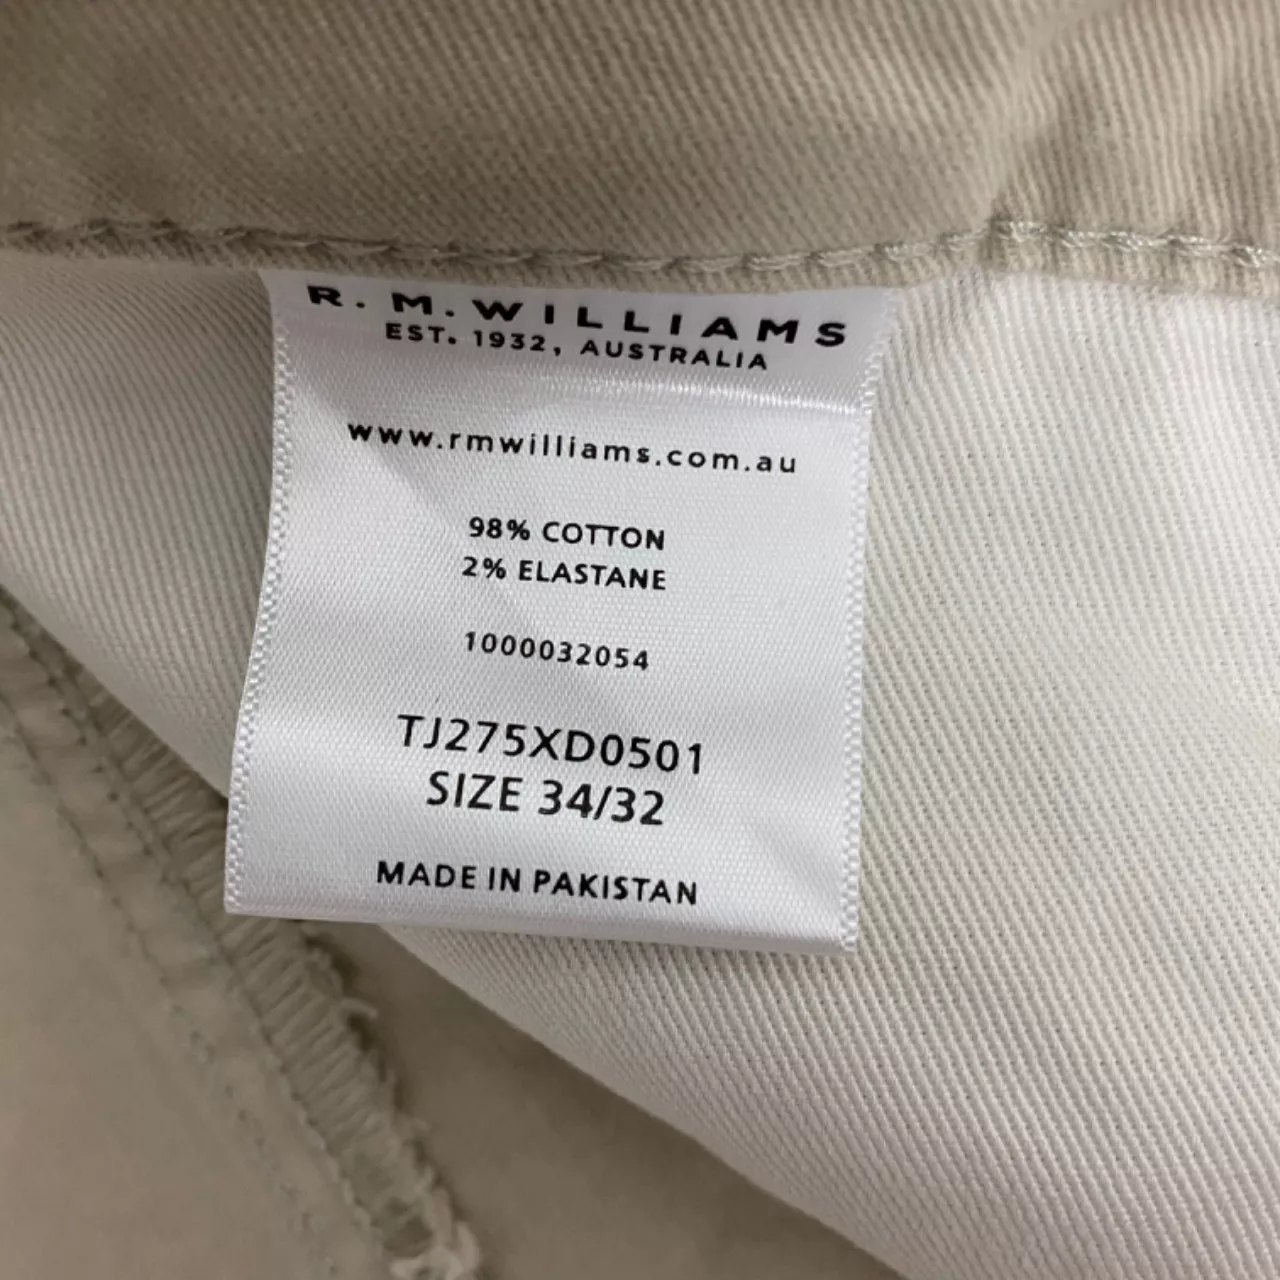 R.M.WILLIAMS
EST. 1932, AUSTRALIA
www.rmwilliams.com.au
98% COTTON
2% ELASTANE
1000032054
TJ275XD0501
SIZE 34/32
MADE IN PAKISTAN